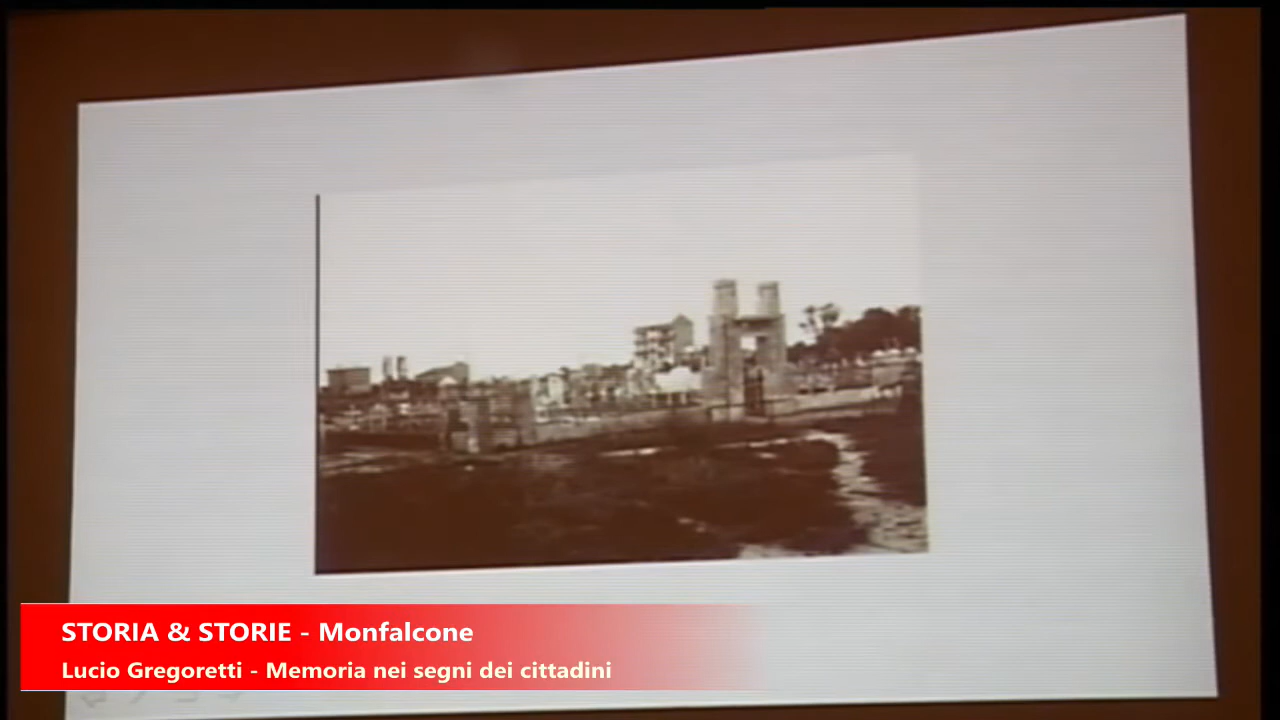 STORIA & STORIE - Monfalcone
Lucio Gregoretti - Memoria nei segni dei cittadini